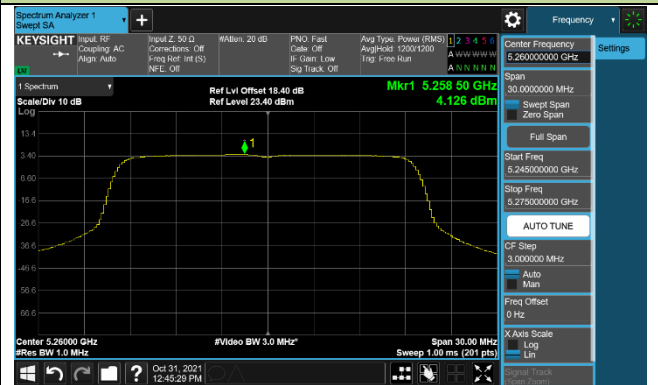 Spectrum Analyzer 1
Swept SA
Frequency
KEYSIGHT
Input: RF
Coupling: AC
Align: Auto
Input Z: 50 Ω
Corrections: Off
Freq Ref: Int (S)
NFE: Off
#Atten: 20 dB
PNO: Fast
Gate: Off
IF Gain: Low
Sig Track: Off
Avg Type: Power (RMS)
Avg|Hold: 1200/1200
Trig: Free Run
1 2 3 4 5 6
A W W W W W
A N N N N N
LXI
Center Frequency
5.260000000 GHz
Settings
Span
30.0000000 MHz
Swept Span
Zero Span
Full Span
Start Freq
5.245000000 GHz
Stop Freq
5.275000000 GHz
AUTO TUNE
CF Step
3.000000 MHz
Auto
Man
Freq Offset
0 Hz
X Axis Scale
Log
Lin
Signal Track
(Span Zoom)
1 Spectrum
Scale/Div 10 dB
Ref Lvl Offset 18.40 dB
Ref Level 23.40 dBm
Mkr1 5.258 50 GHz
4.126 dBm
Log
1
13.4
3.40
-6.60
-16.6
-26.6
-36.6
-46.6
-56.6
-66.6
Center 5.26000 GHz
#Res BW 1.0 MHz
#Video BW 3.0 MHz*
Span 30.00 MHz
Sweep 1.00 ms (201 pts)
Oct 31, 2021
12:45:29 PM